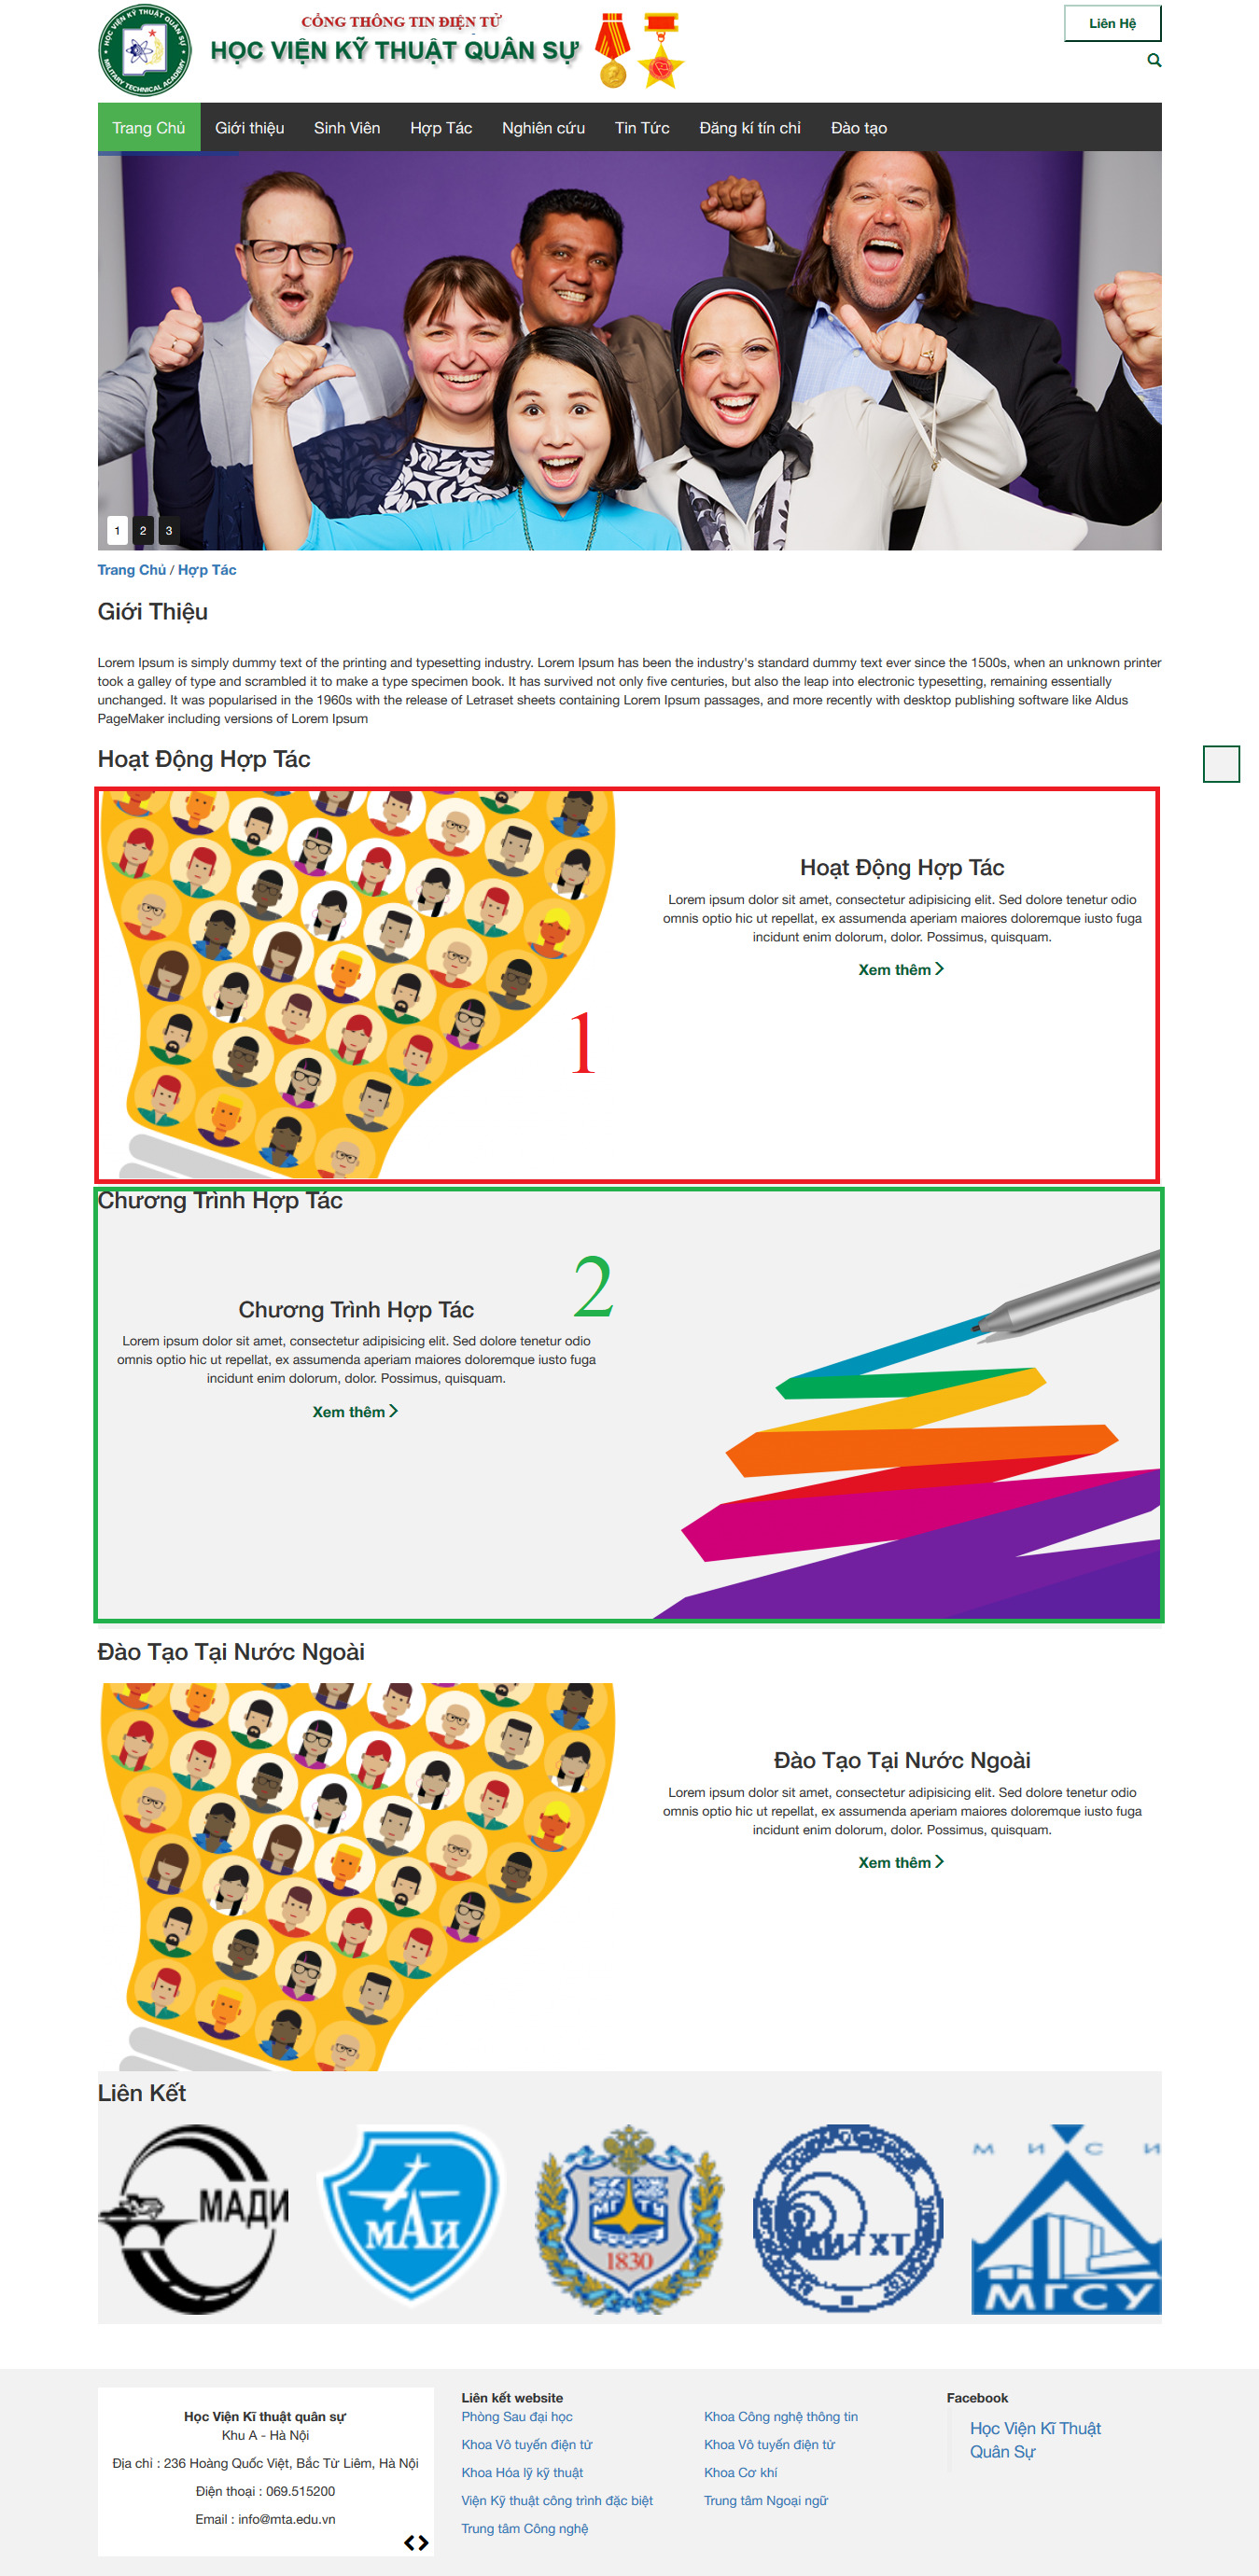 HỌC VIỆN KỸ THUẬT QUÂN SỰ
MILITARY TECHNICAL ACADEMY
CỔNG THÔNG TIN ĐIỆN TỬ
HỌC VIỆN KỸ THUẬT QUÂN SỰ
Liên Hệ
Trang Chủ Giới thiệu Sinh Viên Hợp Tác Nghiên cứu Tin Tức Đăng kí tín chỉ Đào tạo
1 2 3
Trang Chủ / Hợp Tác
Giới Thiệu
Lorem Ipsum is simply dummy text of the printing and typesetting industry. Lorem Ipsum has been the industry's standard dummy text ever since the 1500s, when an unknown printer
took a galley of type and scrambled it to make a type specimen book. It has survived not only five centuries, but also the leap into electronic typesetting, remaining essentially
unchanged. It was popularised in the 1960s with the release of Letraset sheets containing Lorem Ipsum passages, and more recently with desktop publishing software like Aldus
PageMaker including versions of Lorem Ipsum
Hoạt Động Hợp Tác
Hoạt Động Hợp Tác
Lorem ipsum dolor sit amet, consectetur adipisicing elit. Sed dolore tenetur odio
omnis optio hic ut repellat, ex assumenda aperiam maiores doloremque iusto fuga
incidunt enim dolorum, dolor. Possimus, quisquam.
Xem thêm
1
Chương Trình Hợp Tác
2
Chương Trình Hợp Tác
Lorem ipsum dolor sit amet, consectetur adipisicing elit. Sed dolore tenetur odio
omnis optio hic ut repellat, ex assumenda aperiam maiores doloremque iusto fuga
incidunt enim dolorum, dolor. Possimus, quisquam.
Xem thêm
Đào Tạo Tại Nước Ngoài
Đào Tạo Tại Nước Ngoài
Lorem ipsum dolor sit amet, consectetur adipisicing elit. Sed dolore tenetur odio
omnis optio hic ut repellat, ex assumenda aperiam maiores doloremque iusto fuga
incidunt enim dolorum, dolor. Possimus, quisquam.
Xem thêm
Liên Kết
МАДИ
МАИ
МГТУ
1830
МИТХТ
М И С И
МГСУ
Học Viện Kĩ thuật quân sự
Khu A - Hà Nội
Địa chỉ : 236 Hoàng Quốc Việt, Bắc Từ Liêm, Hà Nội
Điện thoại : 069.515200
Email : info@mta.edu.vn
Liên kết website
Phòng Sau đại học
Khoa Vô tuyến điện tử
Khoa Hóa lý kỹ thuật
Viện Kỹ thuật công trình đặc biệt
Trung tâm Công nghệ
Khoa Công nghệ thông tin
Khoa Vô tuyến điện tử
Khoa Cơ khí
Trung tâm Ngoại ngữ
Facebook
Học Viện Kĩ Thuật
Quân Sự